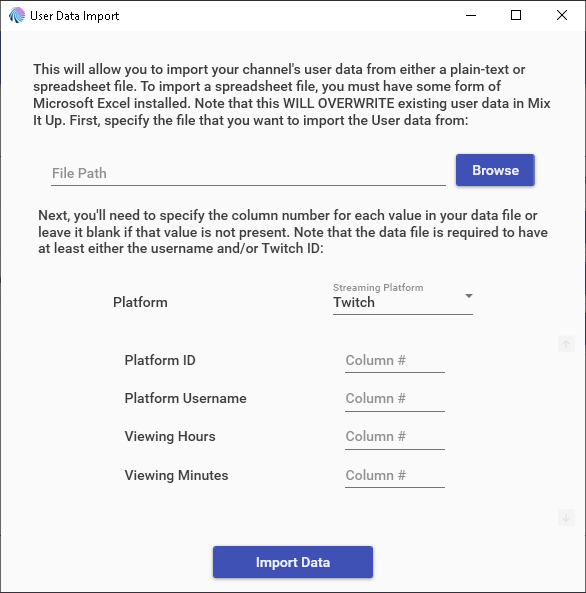 User Data Import
This will allow you to import your channel's user data from either a plain-text or
spreadsheet file. To import a spreadsheet file, you must have some form of
Microsoft Excel installed. Note that this WILL OVERWRITE existing user data in Mix
It Up. First, specify the file that you want to import the User data from:
File Path
Browse
Next, you'll need to specify the column number for each value in your data file or
leave it blank if that value is not present. Note that the data file is required to have
at least either the username and/or Twitch ID:
Streaming Platform
Platform
Twitch
Platform ID
Column #
Platform Username
Column #
Viewing Hours
Column #
Viewing Minutes
Column #
Import Data